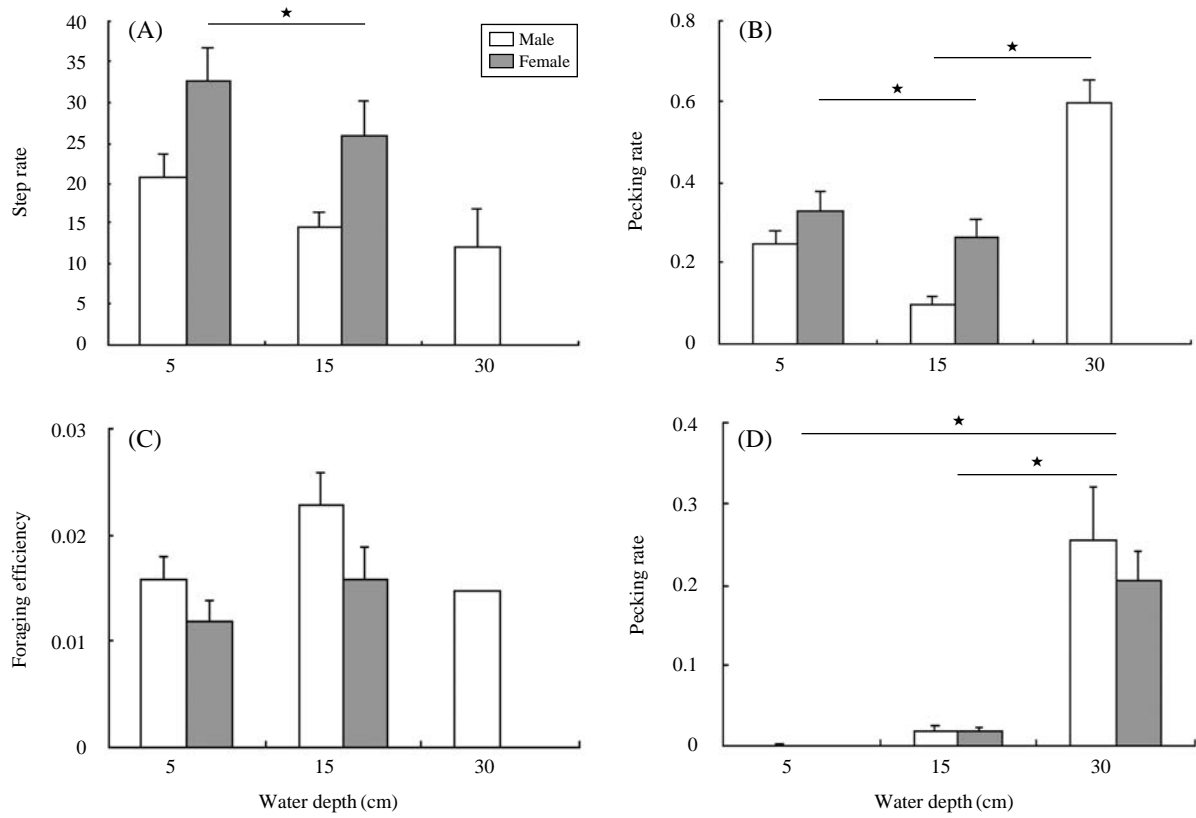 (A)
Step rate
40
35
30
25
20
15
10
5
0
5 15 30
★
Male
Female
(B)
Pecking rate
0.8
0.6
0.4
0.2
0
5 15 30
★
★
(C)
Foraging efficiency
0.03
0.02
0.01
0
5 15 30
Water depth (cm)
(D)
Pecking rate
0.4
0.3
0.2
0.1
0
5 15 30
Water depth (cm)
★
★